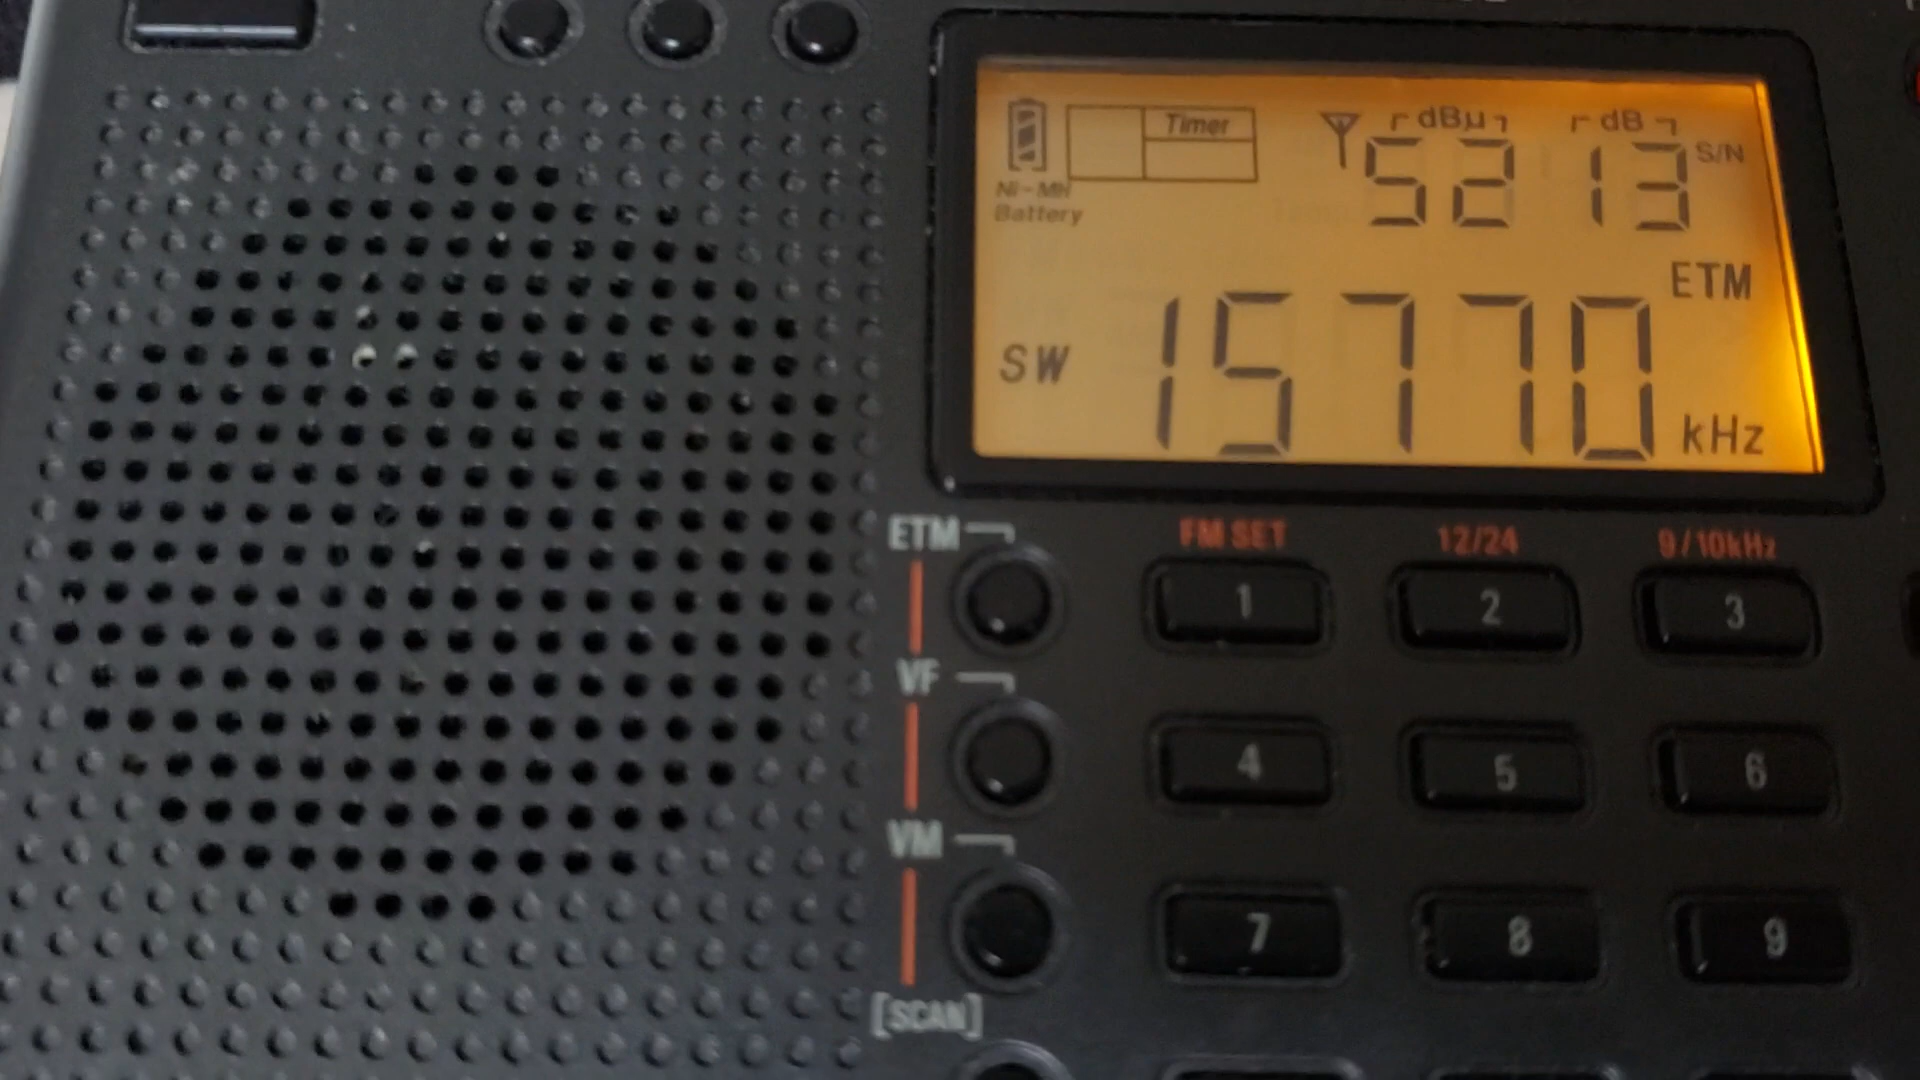 Timer
dBµ dB
52 13 S/N
Ni-MH
Battery
ETM
SW 15770 kHz
ETM FM SET 12/24 9/10kHz
1 2 3
VF
4 5 6
VM
7 8 9
[SCAN]